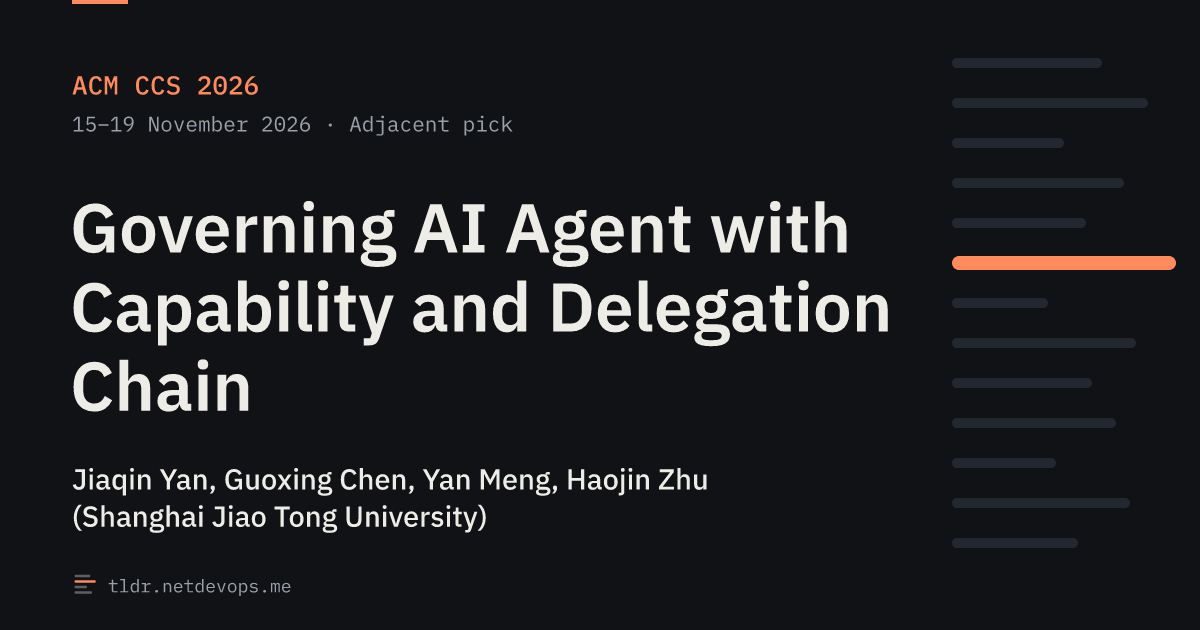 ACM CCS 2026
15–19 November 2026 · Adjacent pick
Governing AI Agent with
Capability and Delegation
Chain
Jiaqin Yan, Guoxing Chen, Yan Meng, Haojin Zhu
(Shanghai Jiao Tong University)
tldr.netdevops.me